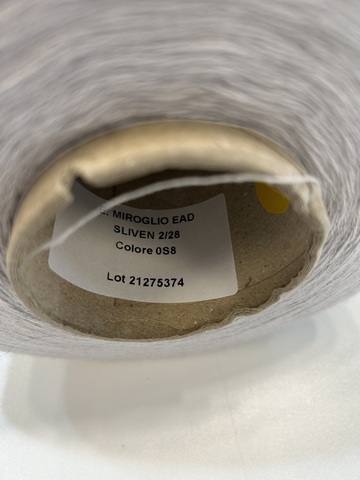 MIROGLIO EAD
SLIVEN 2/28
Colore 0S8
Lot 21275374